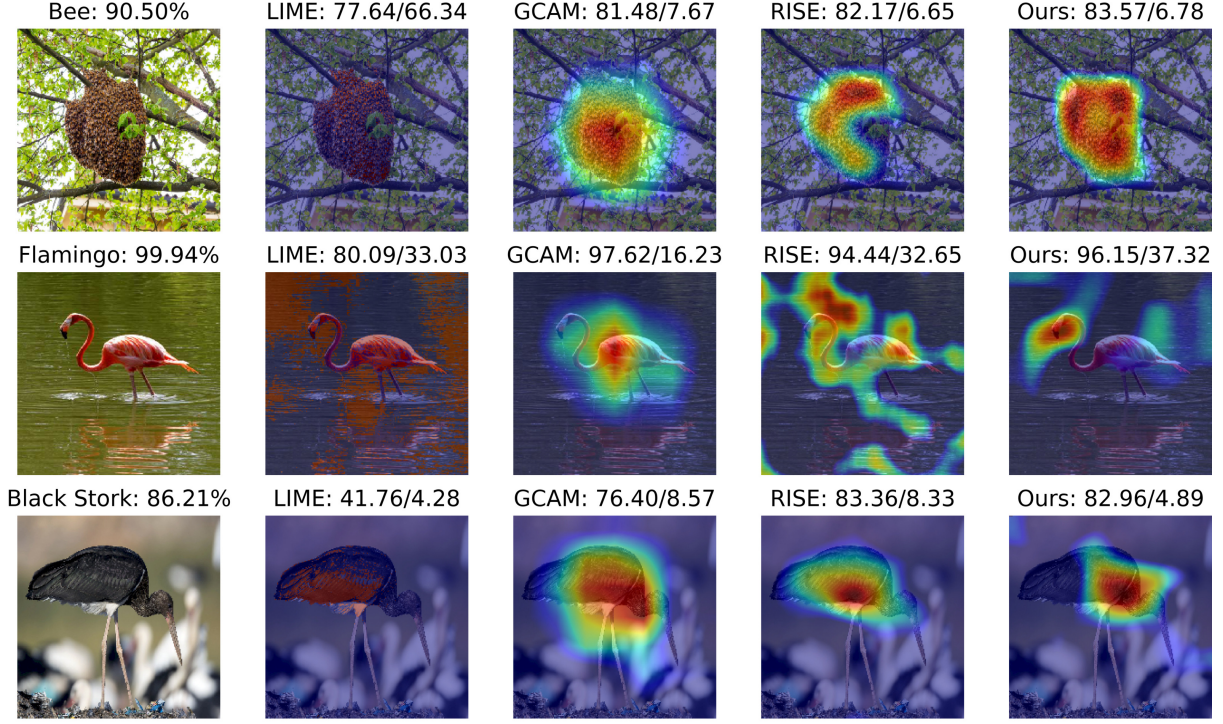 Bee: 90.50% LIME: 77.64/66.34 GCAM: 81.48/7.67 RISE: 82.17/6.65 Ours: 83.57/6.78
Flamingo: 99.94% LIME: 80.09/33.03 GCAM: 97.62/16.23 RISE: 94.44/32.65 Ours: 96.15/37.32
Black Stork: 86.21% LIME: 41.76/4.28 GCAM: 76.40/8.57 RISE: 83.36/8.33 Ours: 82.96/4.89